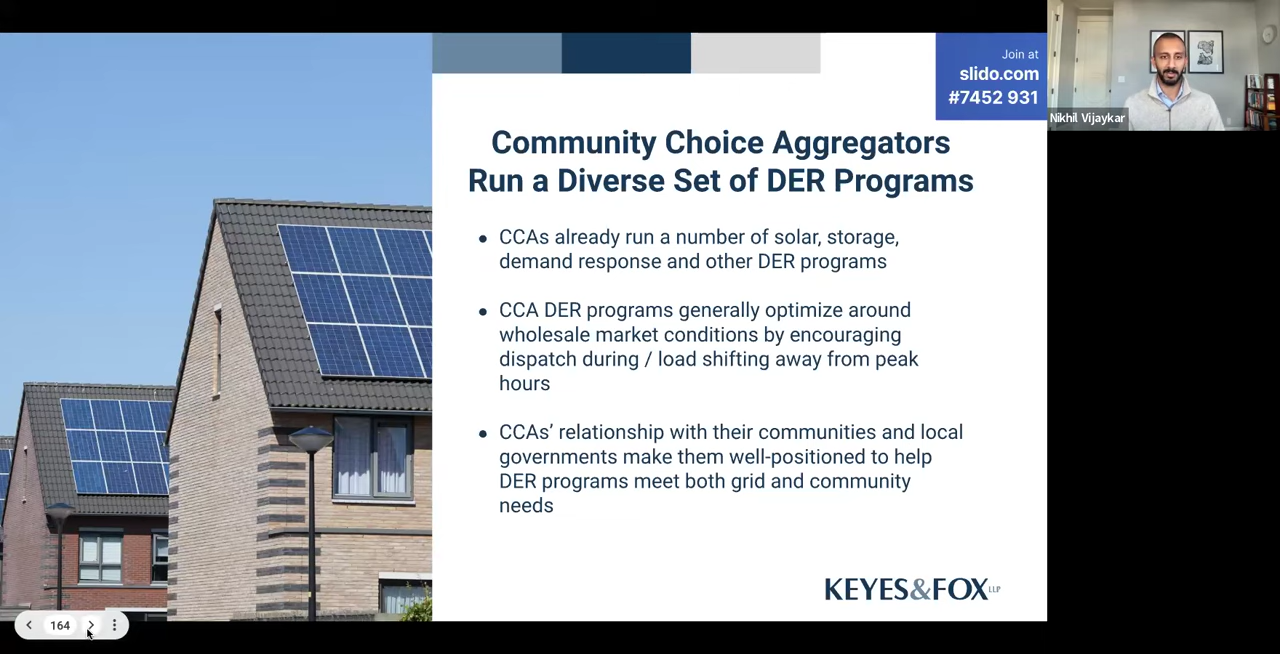 Join at
slido.com
#7452 931
Nikhil Vijaykar
Community Choice Aggregators
Run a Diverse Set of DER Programs
• CCAs already run a number of solar, storage,
demand response and other DER programs
• CCA DER programs generally optimize around
wholesale market conditions by encouraging
dispatch during / load shifting away from peak
hours
• CCAs’ relationship with their communities and local
governments make them well-positioned to help
DER programs meet both grid and community
needs
KEYES&FOX LLP
164